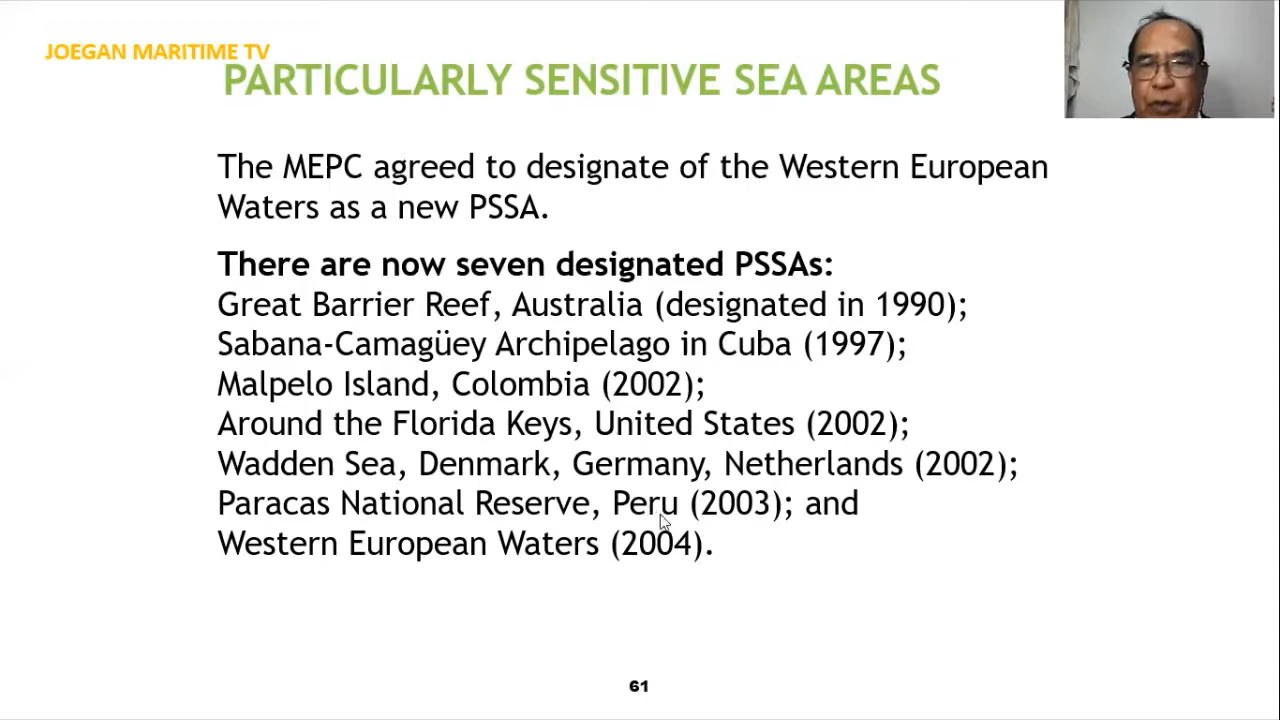 JOEGAN MARITIME TV
PARTICULARLY SENSITIVE SEA AREAS
The MEPC agreed to designate of the Western European
Waters as a new PSSA.
There are now seven designated PSSAs:
Great Barrier Reef, Australia (designated in 1990);
Sabana-Camagüey Archipelago in Cuba (1997);
Malpelo Island, Colombia (2002);
Around the Florida Keys, United States (2002);
Wadden Sea, Denmark, Germany, Netherlands (2002);
Paracas National Reserve, Peru (2003); and
Western European Waters (2004).
61